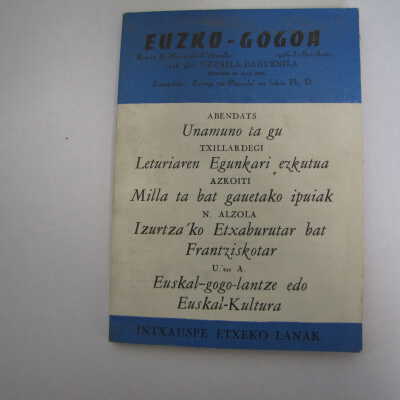 EUZKO-GOGOA
ABENDATS
Unamuno ta gu
TXILLARDEGI
Leturiaren Egunkari ezkutua
AZKOITI
Milla ta bat gauetako ipuiak
N. ALZOLA
Izurtza'ko Etxaburutar bat
Frantziskotar
U. A.
Euskal-gogo-lantze edo
Euskal-Kultura
INTXAUSPE ETXEKO LANAK